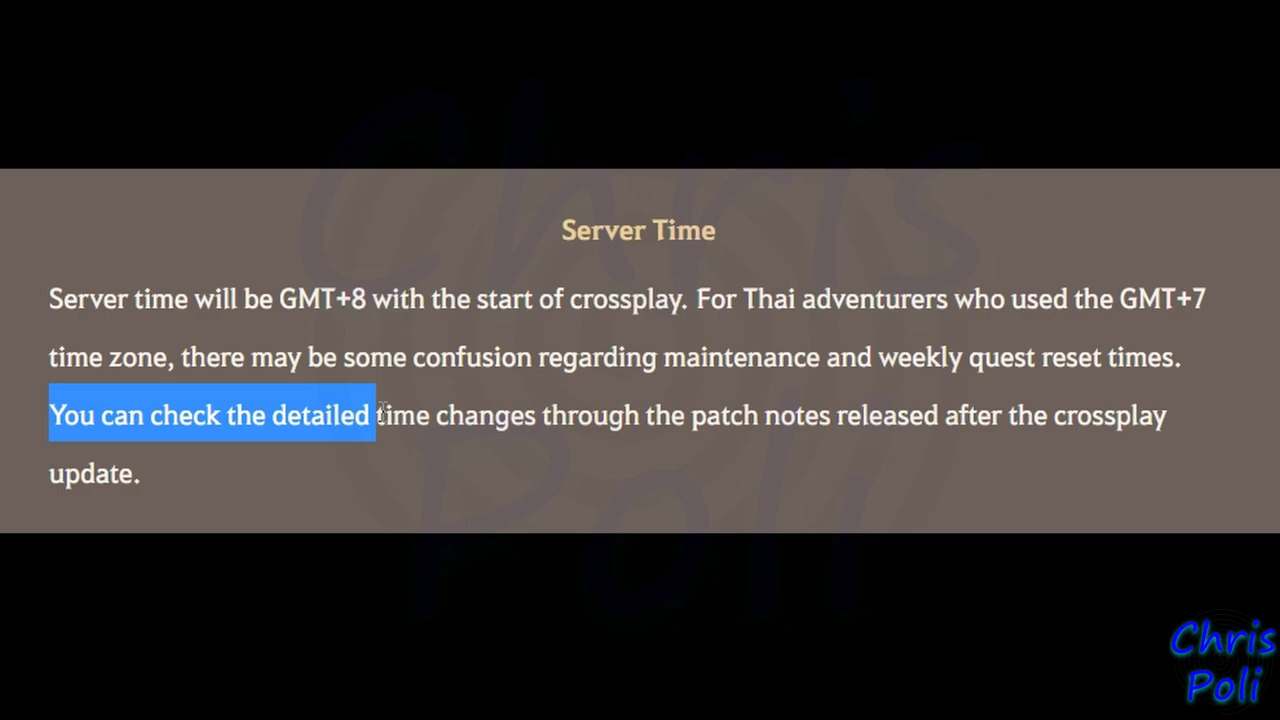 Server Time
Server time will be GMT+8 with the start of crossplay. For Thai adventurers who used the GMT+7
time zone, there may be some confusion regarding maintenance and weekly quest reset times.
You can check the detailed time changes through the patch notes released after the crossplay
update.
Chris
Poli
Chris
Poli